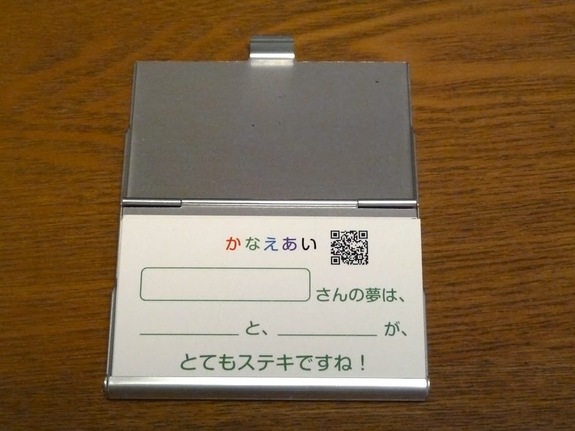 かなえあい
さんの夢は、
と、 が、
とてもステキですね！